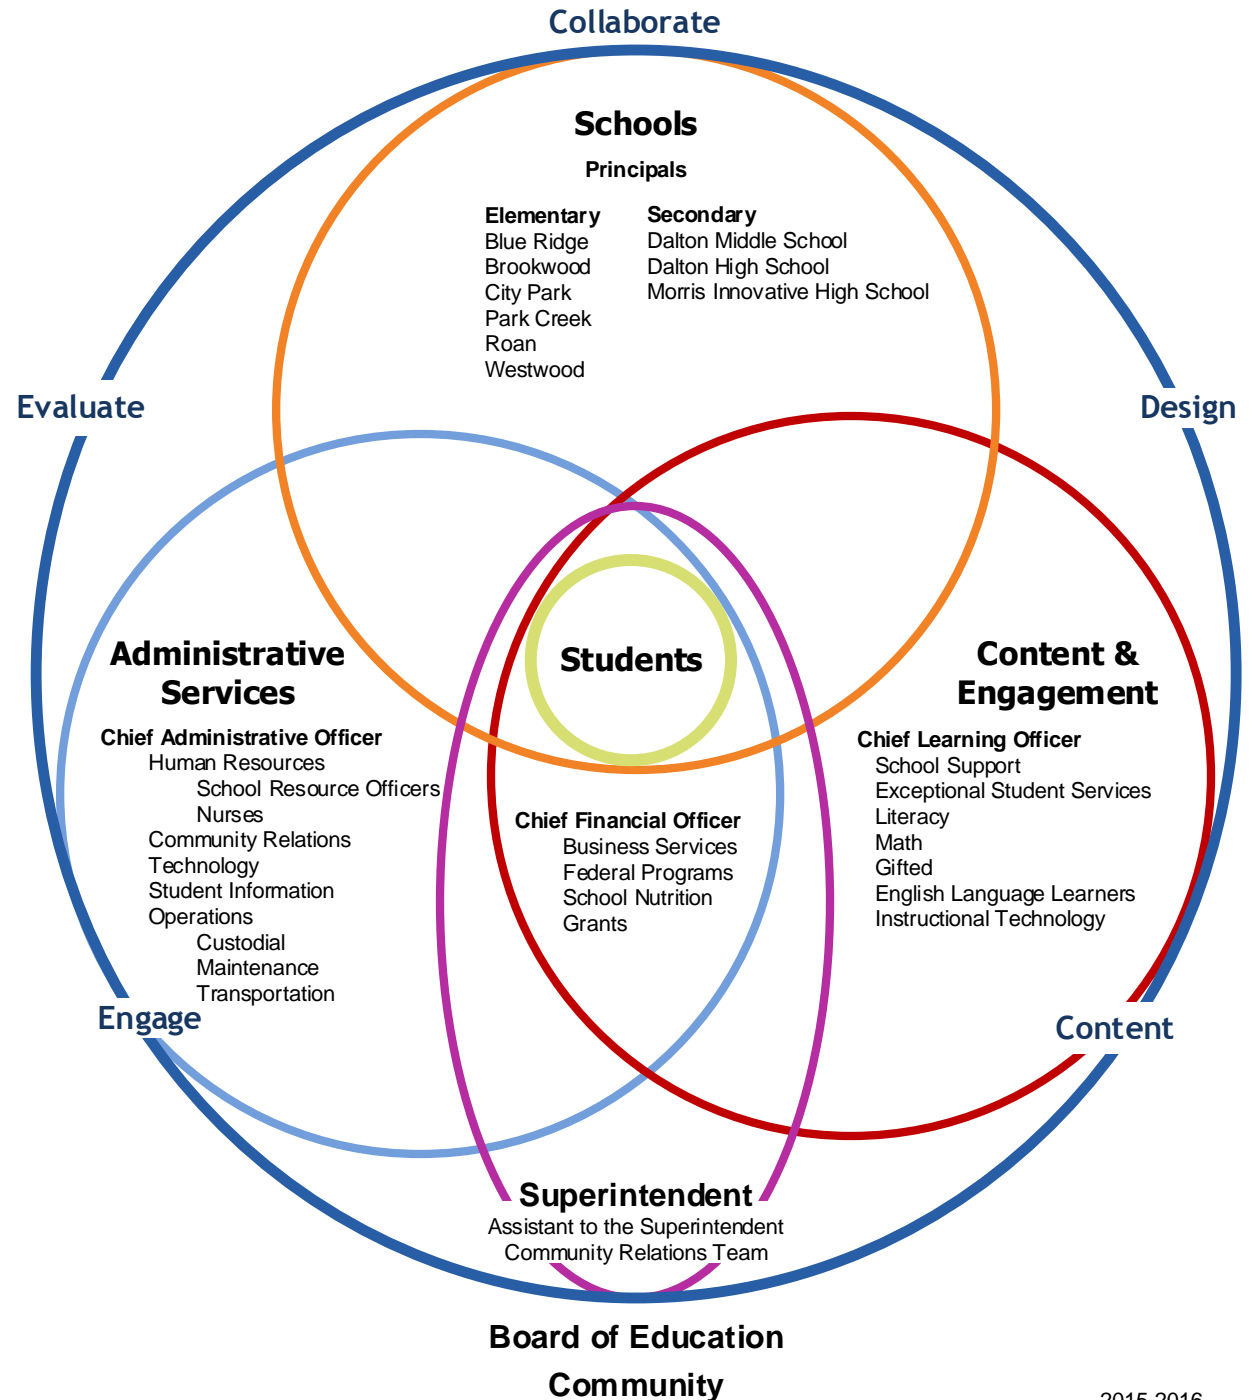 Collaborate
Schools
Principals
Elementary
Blue Ridge
Brookwood
City Park
Park Creek
Roan
Westwood
Secondary
Dalton Middle School
Dalton High School
Morris Innovative High School
Evaluate
Design
Administrative
Services
Chief Administrative Officer
Human Resources
School Resource Officers
Nurses
Community Relations
Technology
Student Information
Operations
Custodial
Maintenance
Transportation
Students
Chief Financial Officer
Business Services
Federal Programs
School Nutrition
Grants
Content &
Engagement
Chief Learning Officer
School Support
Exceptional Student Services
Literacy
Math
Gifted
English Language Learners
Instructional Technology
Engage
Content
Superintendent
Assistant to the Superintendent
Community Relations Team
Board of Education
Community
2015-2016